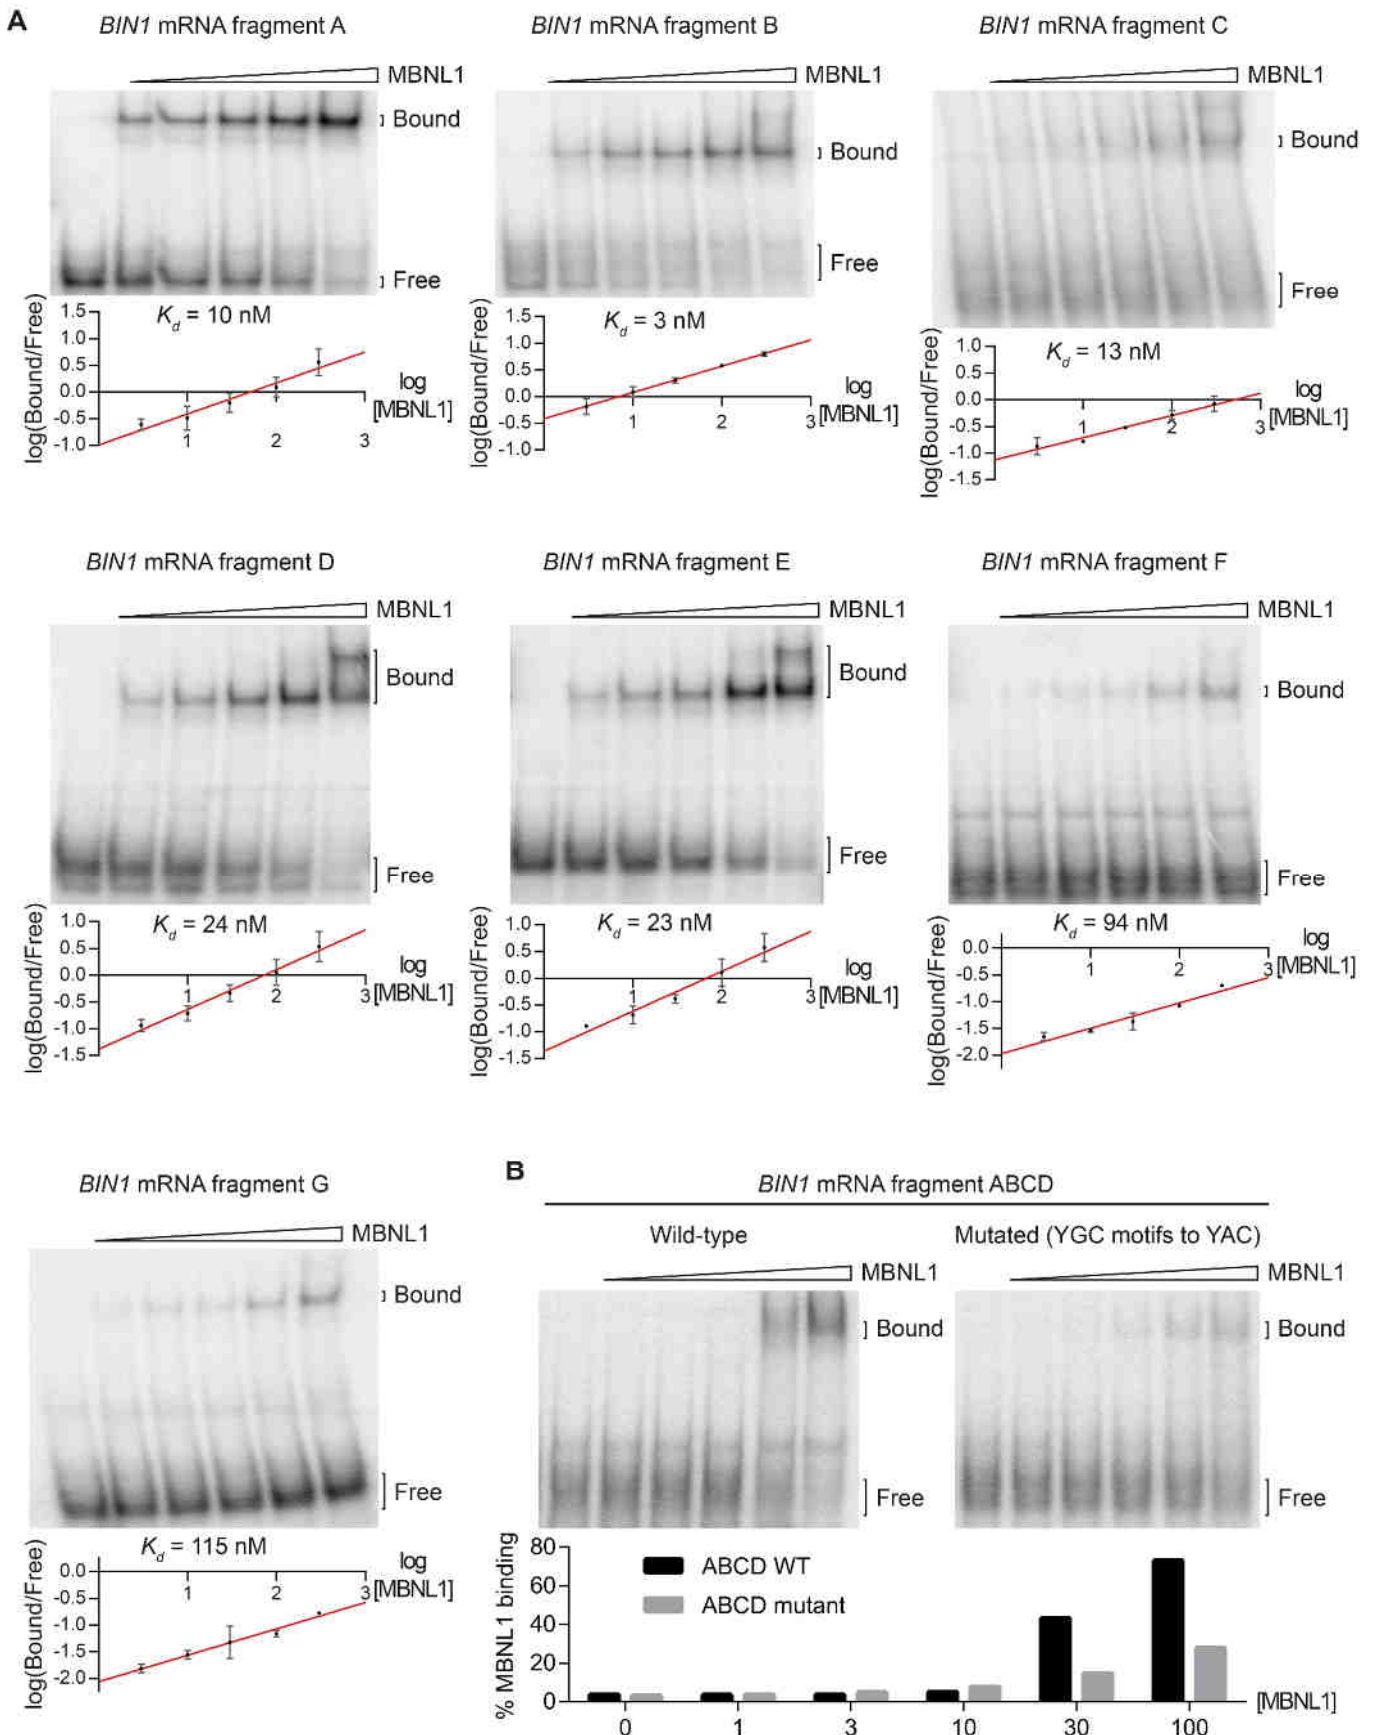 A
BIN1 mRNA fragment A
MBNL1
Bound
Free
Kd = 10 nM
log(Bound/Free)
1.5
1.0
0.5
0.0
-0.5
-1.0
1
2
3
log
[MBNL1]
BIN1 mRNA fragment B
MBNL1
Bound
Free
Kd = 3 nM
log(Bound/Free)
1.5
1.0
0.5
0.0
-0.5
-1.0
1
2
3
log
[MBNL1]
BIN1 mRNA fragment C
MBNL1
Bound
Free
Kd = 13 nM
log(Bound/Free)
1.0
0.5
0.0
-0.5
-1.0
-1.5
1
2
3
log
[MBNL1]
BIN1 mRNA fragment D
MBNL1
Bound
Free
Kd = 24 nM
log(Bound/Free)
1.0
0.5
0.0
-0.5
-1.0
-1.5
1
2
3
log
[MBNL1]
BIN1 mRNA fragment E
MBNL1
Bound
Free
Kd = 23 nM
log(Bound/Free)
1.0
0.5
0.0
-0.5
-1.0
-1.5
1
2
3
log
[MBNL1]
BIN1 mRNA fragment F
MBNL1
Bound
Free
Kd = 94 nM
log(Bound/Free)
0.0
-0.5
-1.0
-1.5
-2.0
1
2
3
log
[MBNL1]
BIN1 mRNA fragment G
MBNL1
Bound
Free
Kd = 115 nM
log(Bound/Free)
0.0
-0.5
-1.0
-1.5
-2.0
1
2
3
log
[MBNL1]
B
BIN1 mRNA fragment ABCD
Wild-type
MBNL1
Bound
Free
Mutated (YGC motifs to YAC)
MBNL1
Bound
Free
% MBNL1 binding
80
60
40
20
0
ABCD WT
ABCD mutant
0
1
3
10
30
100
[MBNL1]